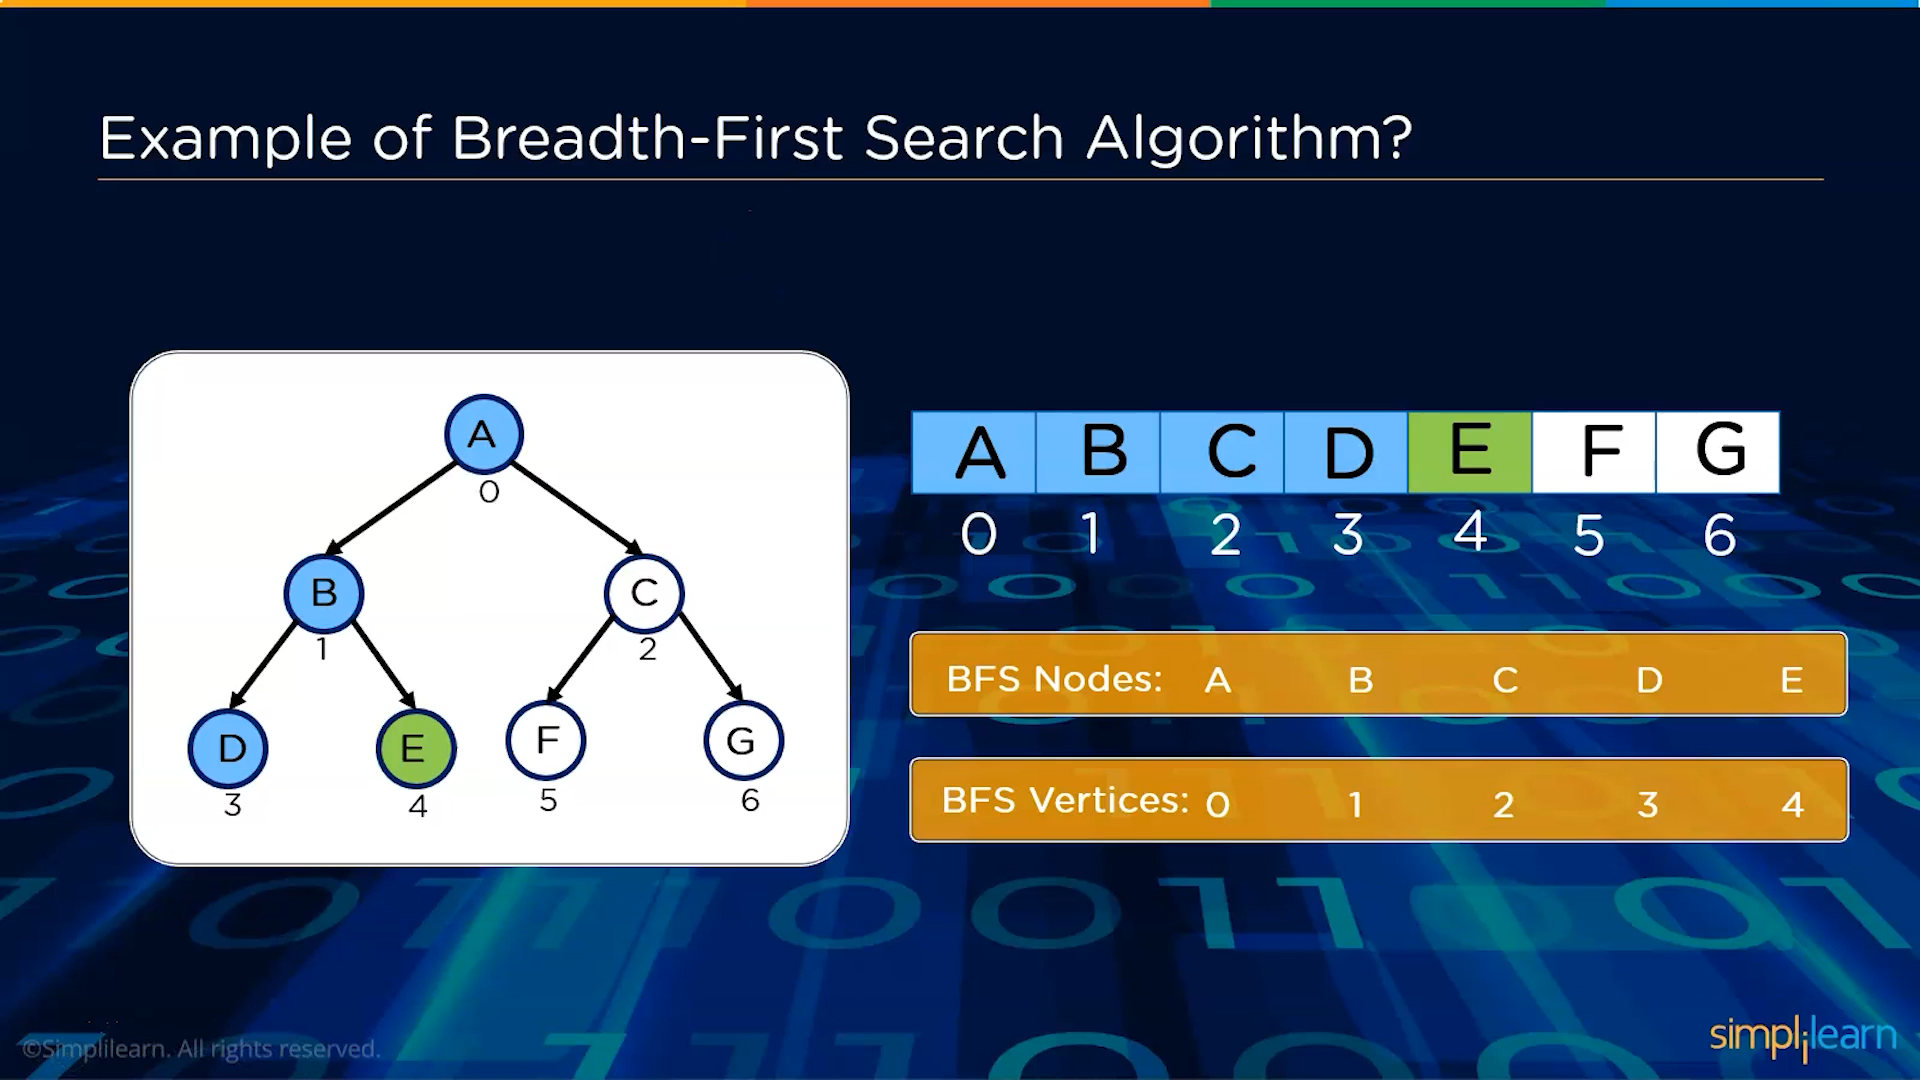 Example of Breadth-First Search Algorithm?
A
0
B
C
1
2
D
E
F
G
3
4
5
6
A B C D E F G
0 1 2 3 4 5 6
BFS Nodes: A B C D E
BFS Vertices: 0 1 2 3 4
©Simplilearn. All rights reserved.
simplilearn